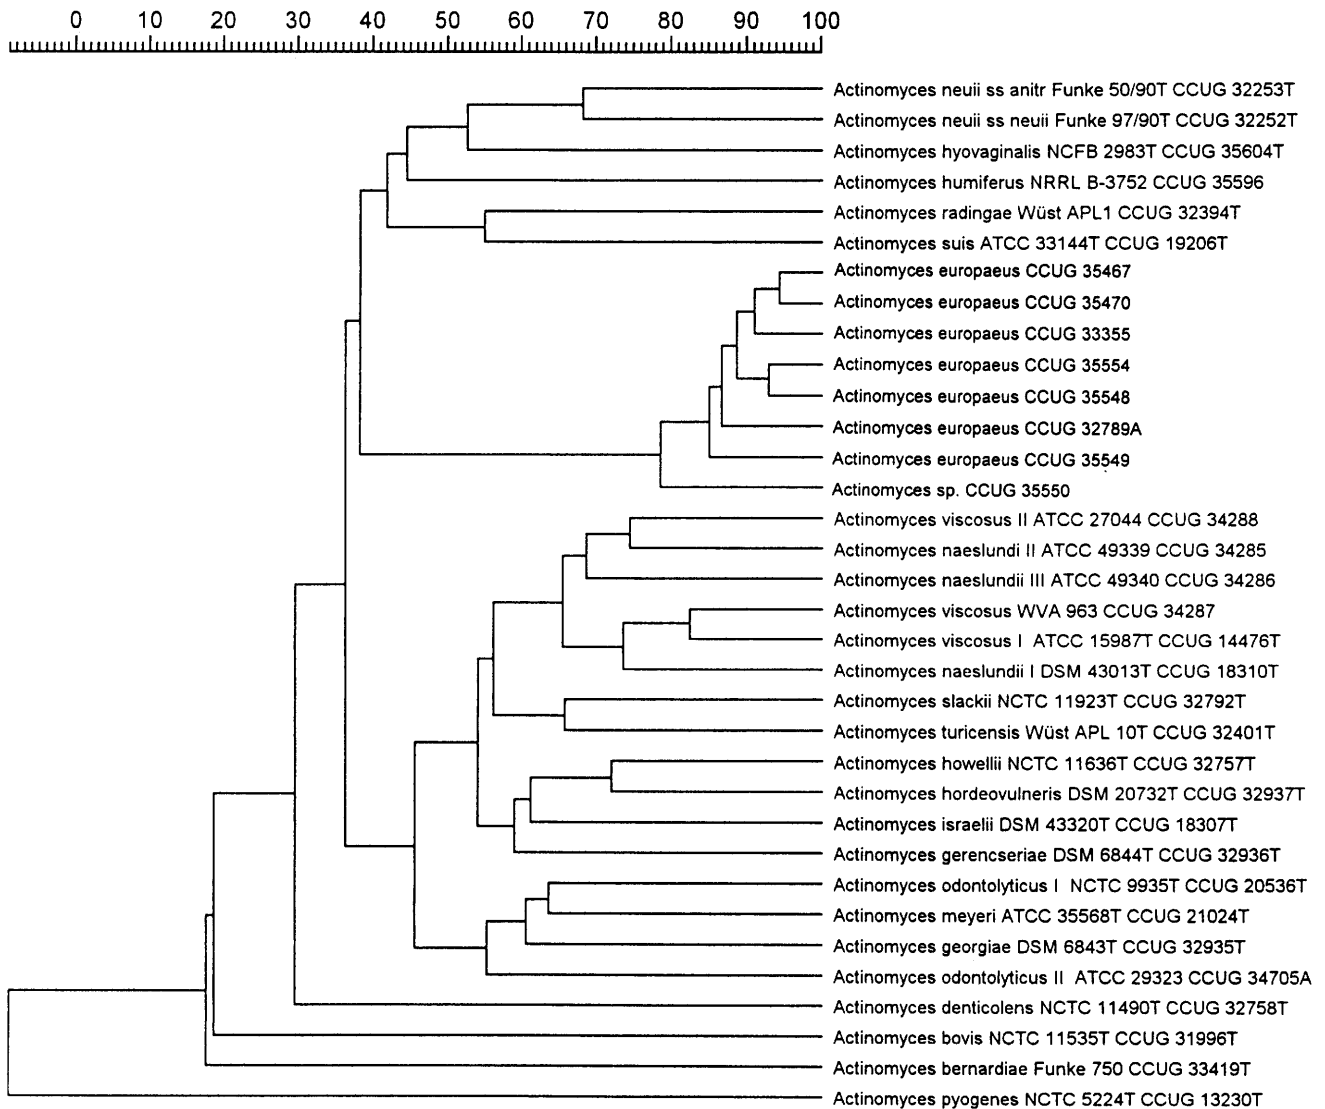 0 10 20 30 40 50 60 70 80 90 100
Actinomyces neuii ss anitr Funke 50/90T CCUG 32253T
Actinomyces neuii ss neuii Funke 97/90T CCUG 32252T
Actinomyces hyovaginalis NCFB 2983T CCUG 35604T
Actinomyces humiferus NRRL B-3752 CCUG 35596
Actinomyces radingae Wüst APL1 CCUG 32394T
Actinomyces suis ATCC 33144T CCUG 19206T
Actinomyces europaeus CCUG 35467
Actinomyces europaeus CCUG 35470
Actinomyces europaeus CCUG 33355
Actinomyces europaeus CCUG 35554
Actinomyces europaeus CCUG 35548
Actinomyces europaeus CCUG 32789A
Actinomyces europaeus CCUG 35549
Actinomyces sp. CCUG 35550
Actinomyces viscosus II ATCC 27044 CCUG 34288
Actinomyces naeslundi II ATCC 49339 CCUG 34285
Actinomyces naeslundii III ATCC 49340 CCUG 34286
Actinomyces viscosus WVA 963 CCUG 34287
Actinomyces viscosus I ATCC 15987T CCUG 14476T
Actinomyces naeslundii I DSM 43013T CCUG 18310T
Actinomyces slackii NCTC 11923T CCUG 32792T
Actinomyces turicensis Wüst APL 10T CCUG 32401T
Actinomyces howellii NCTC 11636T CCUG 32757T
Actinomyces hordeovulneris DSM 20732T CCUG 32937T
Actinomyces israelii DSM 43320T CCUG 18307T
Actinomyces gerencseriae DSM 6844T CCUG 32936T
Actinomyces odontolyticus I NCTC 9935T CCUG 20536T
Actinomyces meyeri ATCC 35568T CCUG 21024T
Actinomyces georgiae DSM 6843T CCUG 32935T
Actinomyces odontolyticus II ATCC 29323 CCUG 34705A
Actinomyces denticolens NCTC 11490T CCUG 32758T
Actinomyces bovis NCTC 11535T CCUG 31996T
Actinomyces bernardiae Funke 750 CCUG 33419T
Actinomyces pyogenes NCTC 5224T CCUG 13230T